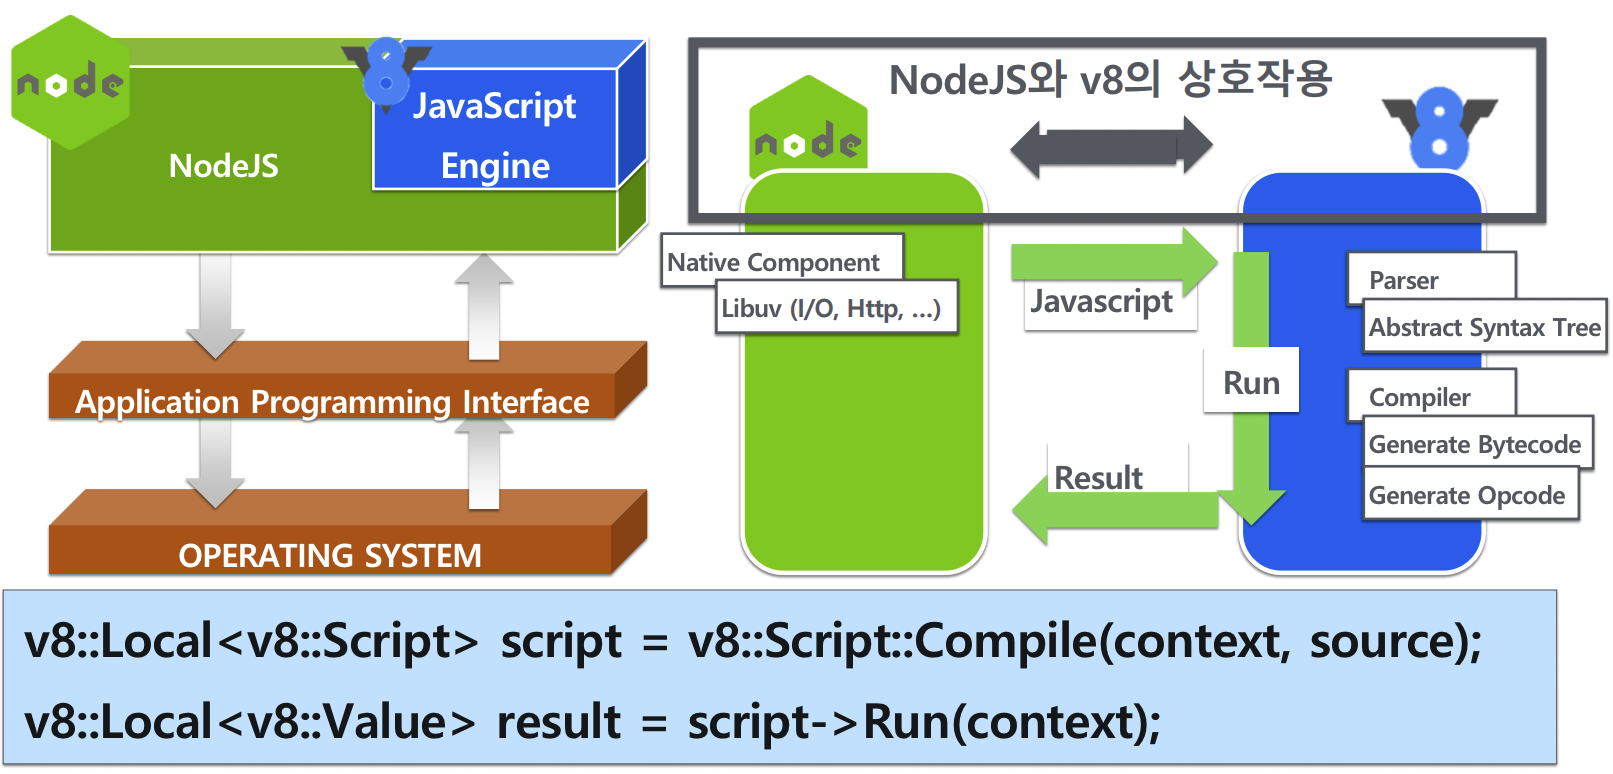 node
JavaScript
Engine
NodeJS
Application Programming Interface
OPERATING SYSTEM
NodeJS와 v8의 상호작용
node
8
Native Component
Libuv (I/O, Http, ...)
Javascript
Run
Result
Parser
Abstract Syntax Tree
Compiler
Generate Bytecode
Generate Opcode
v8::Local<v8::Script> script = v8::Script::Compile(context, source);
v8::Local<v8::Value> result = script->Run(context);